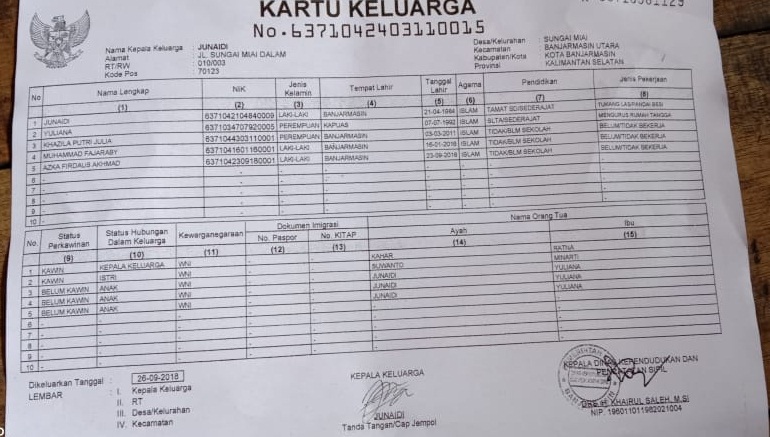 KARTU KELUARGA
No. 6371042403110015
Nama Kepala Keluarga : JUNAIDI
Alamat : JL. SUNGAI MIAI DALAM
RT/RW : 010/003
Kode Pos : 70123
Desa/Kelurahan : SUNGAI MIAI
Kecamatan : BANJARMASIN UTARA
Kabupaten/Kota : KOTA BANJARMASIN
Provinsi : KALIMANTAN SELATAN
No Nama Lengkap NIK Jenis Kelamin Tempat Lahir Tanggal Lahir Agama Pendidikan Jenis Pekerjaan
(1) (2) (3) (4) (5) (6) (7) (8)
1 JUNAIDI 6371042104840009 LAKI-LAKI BANJARMASIN 21-04-1984 ISLAM TAMAT SD/SEDERAJAT TUKANG LAS/PANDAI BESI
2 YULIANA 6371034707920005 PEREMPUAN KAPUAS 07-07-1992 ISLAM SLTA/SEDERAJAT MENGURUS RUMAH TANGGA
3 KHAZILA PUTRI JULIA 6371044303110001 PEREMPUAN BANJARMASIN 03-03-2011 ISLAM TIDAK/BLM SEKOLAH BELUM/TIDAK BEKERJA
4 MUHAMMAD FAJARABY 6371041601160001 LAKI-LAKI BANJARMASIN 16-01-2016 ISLAM TIDAK/BLM SEKOLAH BELUM/TIDAK BEKERJA
5 AZKA FIRDAUS AKHMAD 6371042309180001 LAKI-LAKI BANJARMASIN 23-09-2018 ISLAM TIDAK/BLM SEKOLAH BELUM/TIDAK BEKERJA
6 -
7 -
8 -
9 -
10 -
No. Status Perkawinan Status Hubungan Dalam Keluarga Kewarganegaraan Dokumen Imigrasi Nama Orang Tua
No. Paspor No. KITAP Ayah Ibu
(9) (10) (11) (12) (13) (14) (15)
1 KAWIN KEPALA KELUARGA WNI - - KAHAR RATNA
2 KAWIN ISTRI WNI - - SUWANTO MINARTI
3 BELUM KAWIN ANAK WNI - - JUNAIDI YULIANA
4 BELUM KAWIN ANAK WNI - - JUNAIDI YULIANA
5 BELUM KAWIN ANAK WNI - - JUNAIDI YULIANA
6 -
7 -
8 -
9 -
10 -
Dikeluarkan Tanggal : 26-09-2018
LEMBAR : I. Kepala Keluarga
II. RT
III. Desa/Kelurahan
IV. Kecamatan
KEPALA KELUARGA
JUNAIDI
Tanda Tangan/Cap Jempol
KEPALA DINAS KEPENDUDUKAN DAN
PENCATATAN SIPIL
DRS. H. KHAIRUL SALEH, M.SI
NIP. 196011011982021004